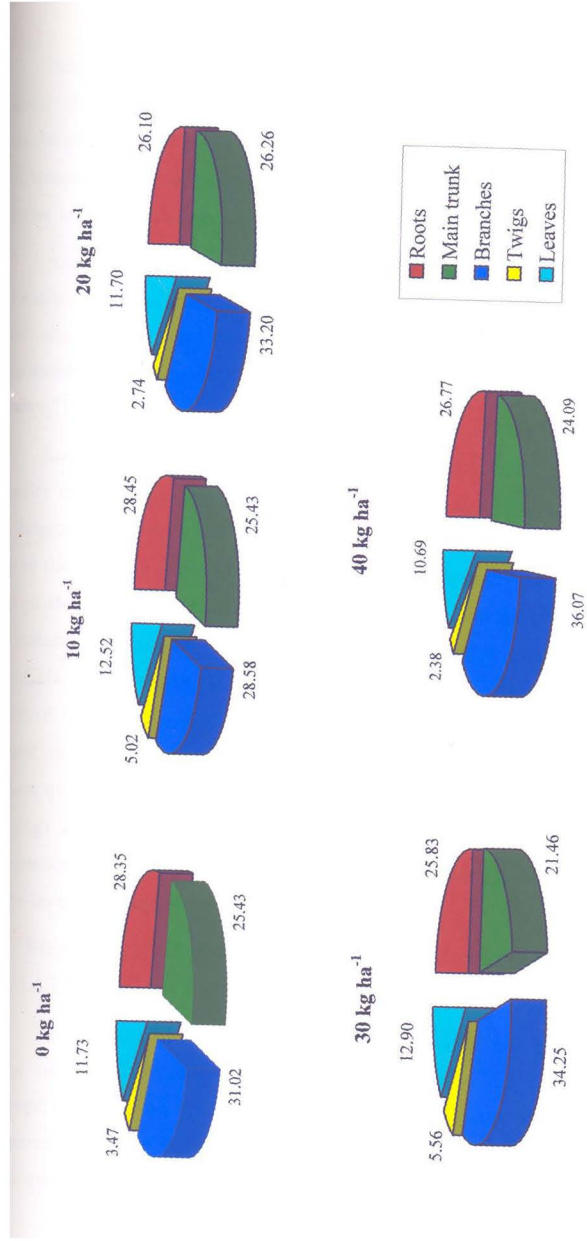 0 kg ha⁻¹
11.73
28.35
3.47
31.02
25.43
10 kg ha⁻¹
12.52
28.45
5.02
28.58
25.43
20 kg ha⁻¹
11.70
26.10
2.74
33.20
26.26
30 kg ha⁻¹
12.90
25.83
5.56
34.25
21.46
40 kg ha⁻¹
10.69
26.77
2.38
36.07
24.09
Roots
Main trunk
Branches
Twigs
Leaves